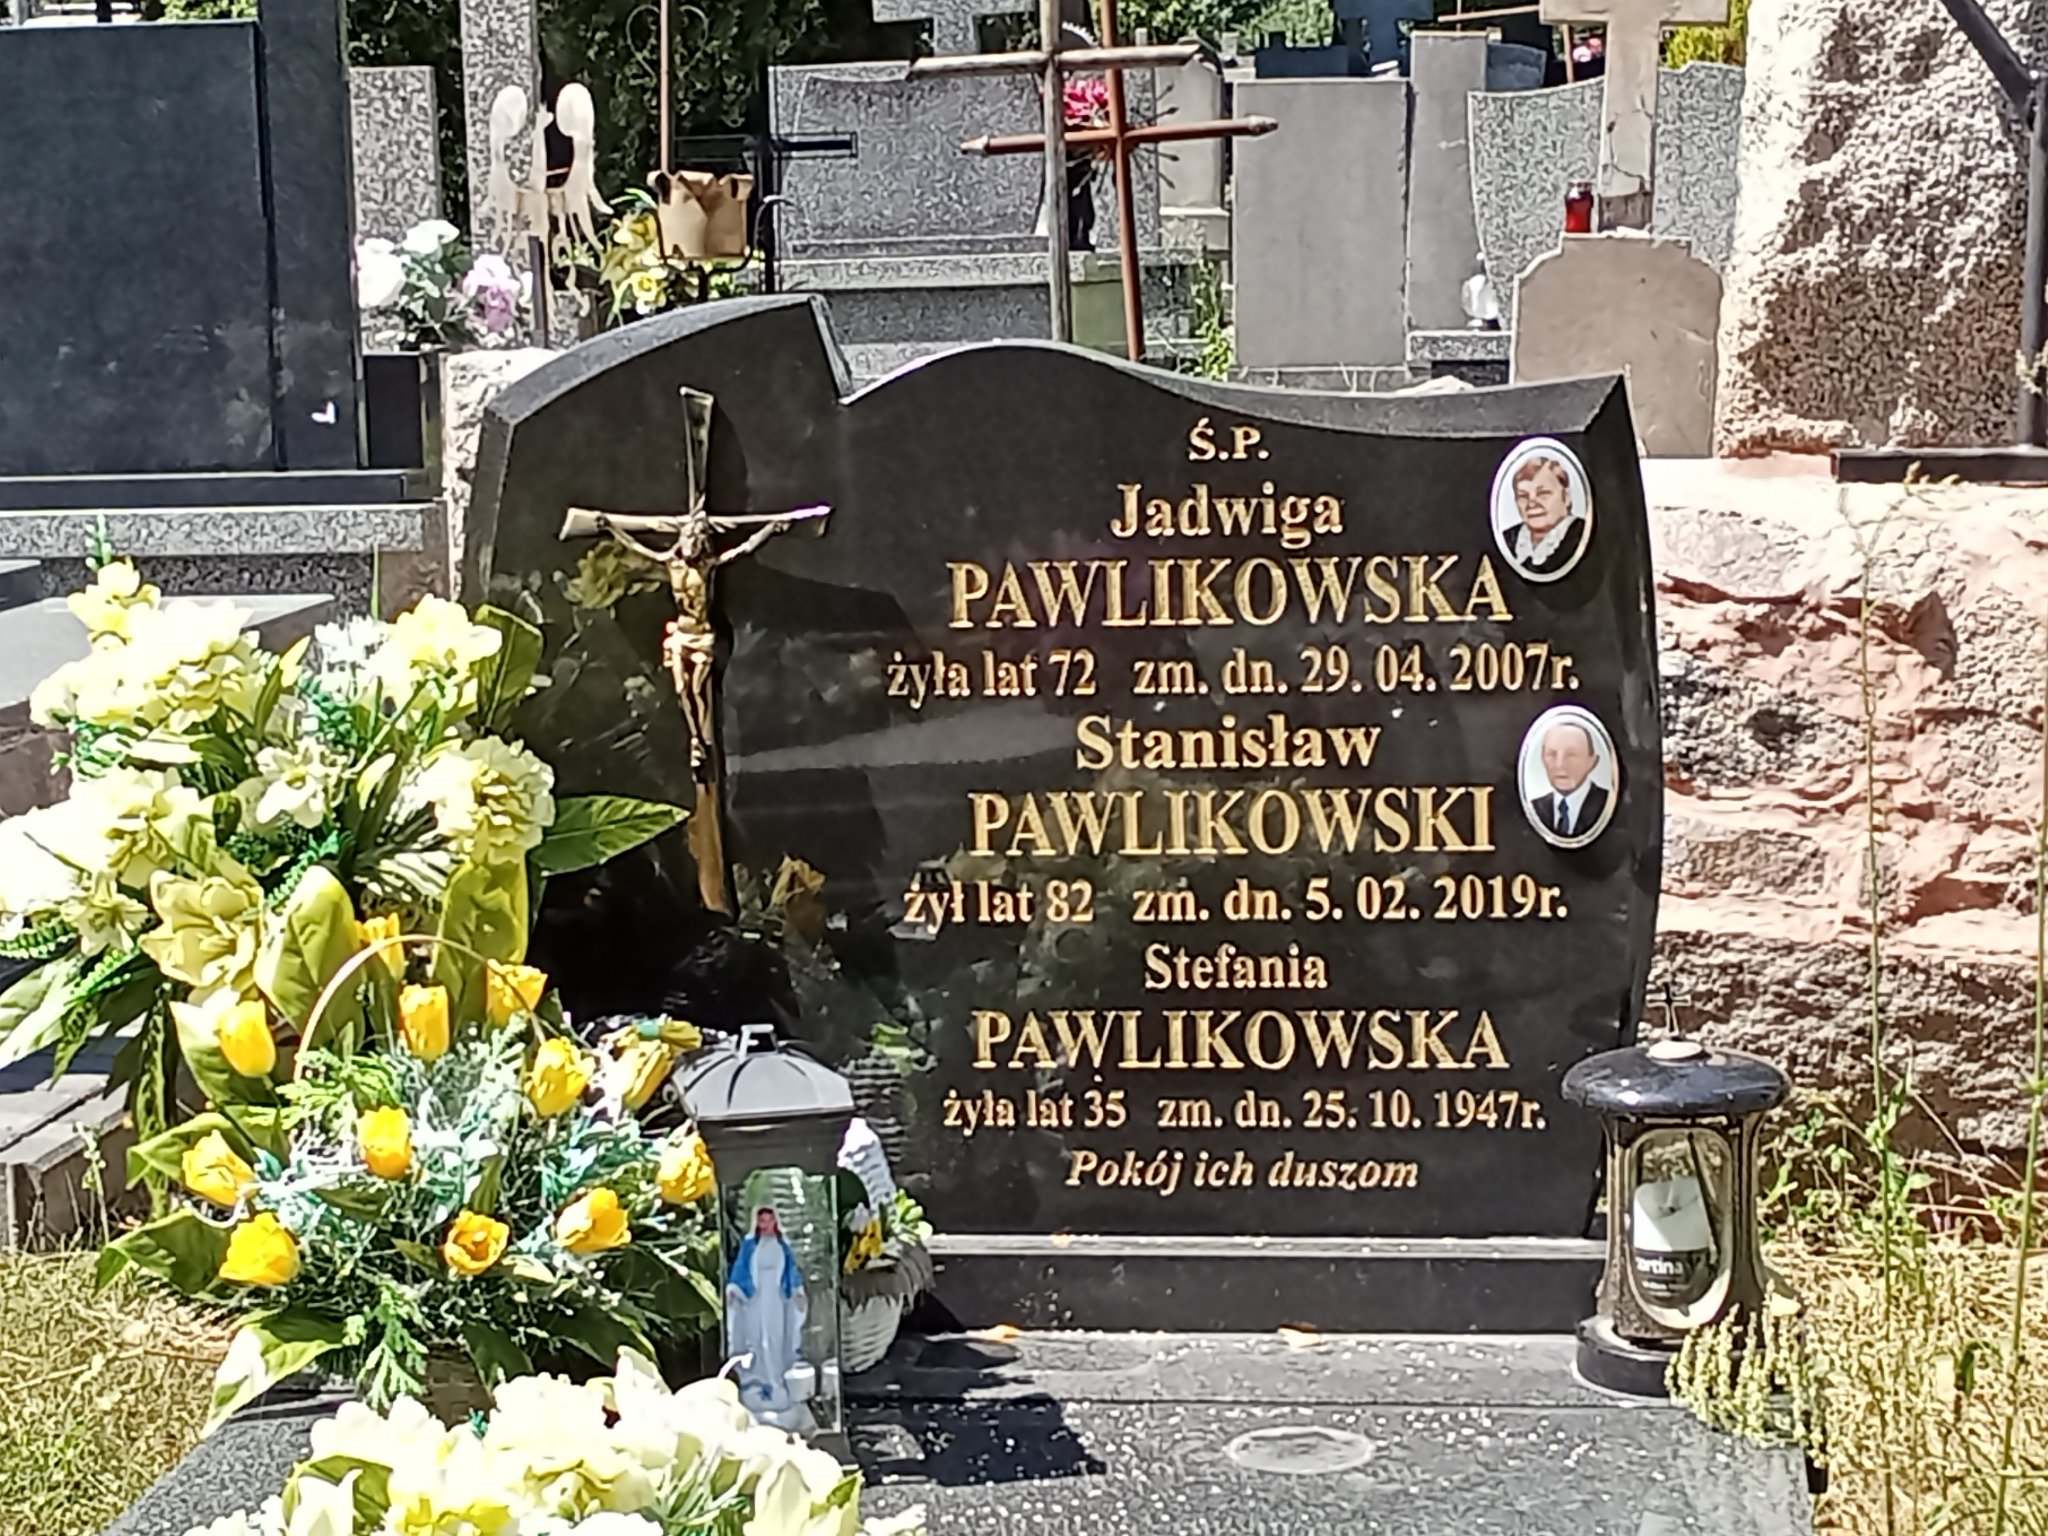 Ś.P.
Jadwiga
PAWLIKOWSKA
żyła lat 72 zm. dn. 29. 04. 2007r.
Stanisław
PAWLIKOWSKI
żył lat 82 zm. dn. 5. 02. 2019r.
Stefania
PAWLIKOWSKA
żyła lat 35 zm. dn. 25. 10. 1947r.
Pokój ich duszom